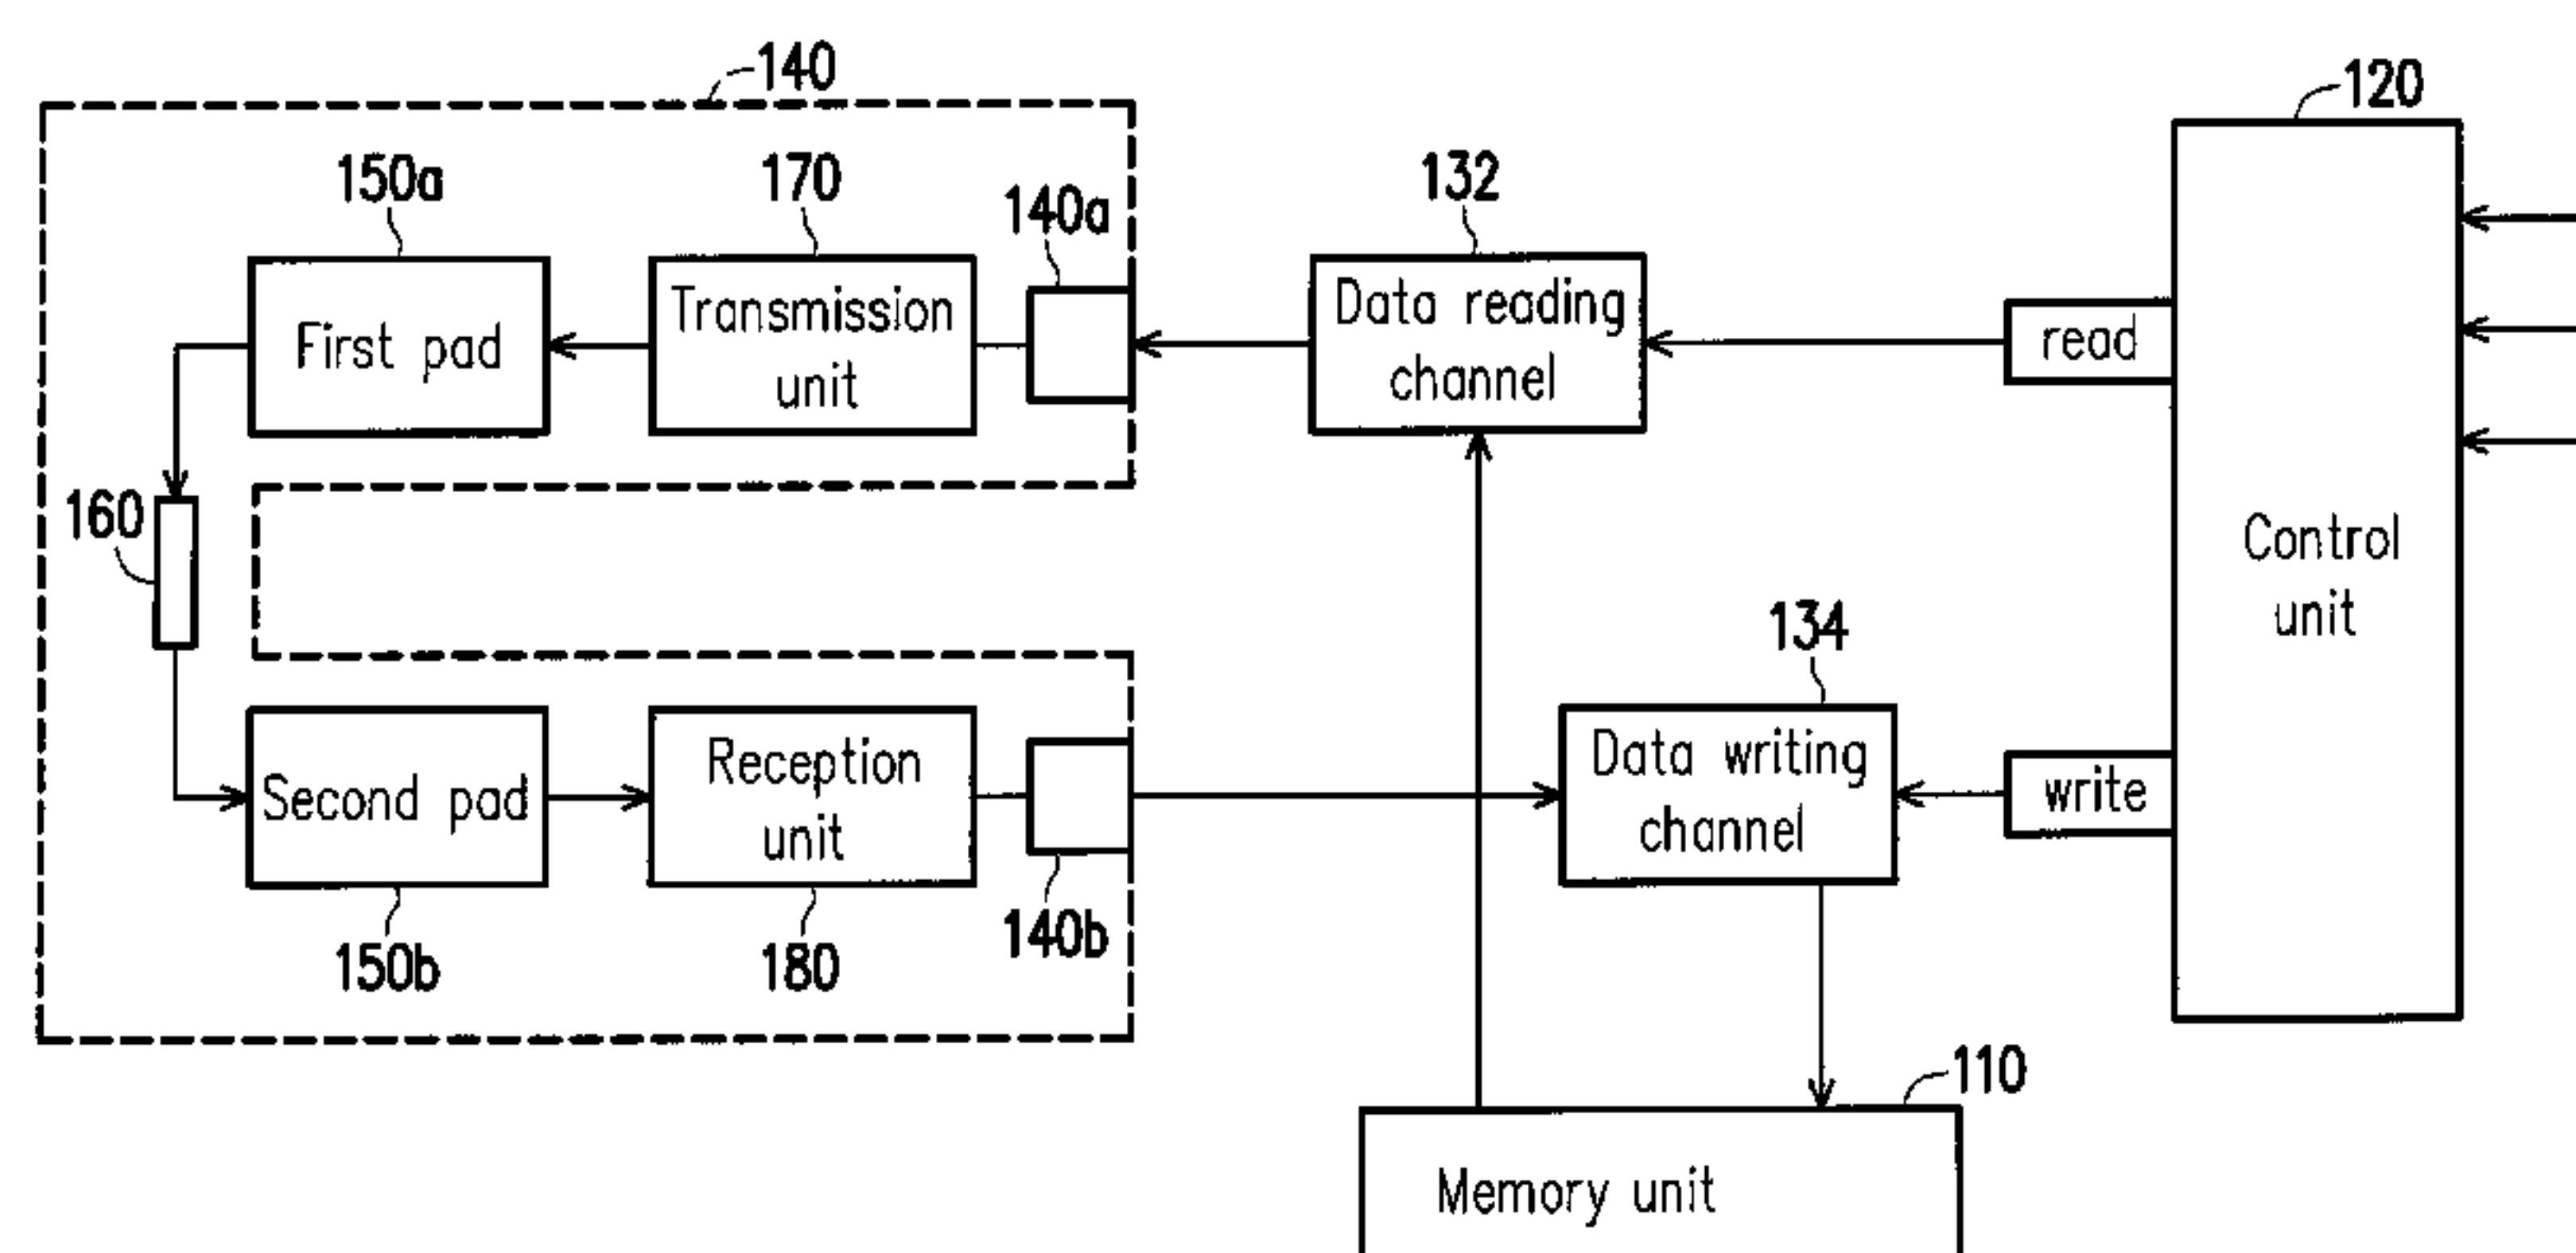 140
120
150a
170
140a
132
First pad
Transmission
unit
Data reading
channel
read
160
Control
unit
134
Second pad
Reception
unit
Data writing
channel
write
150b
180
140b
110
Memory unit